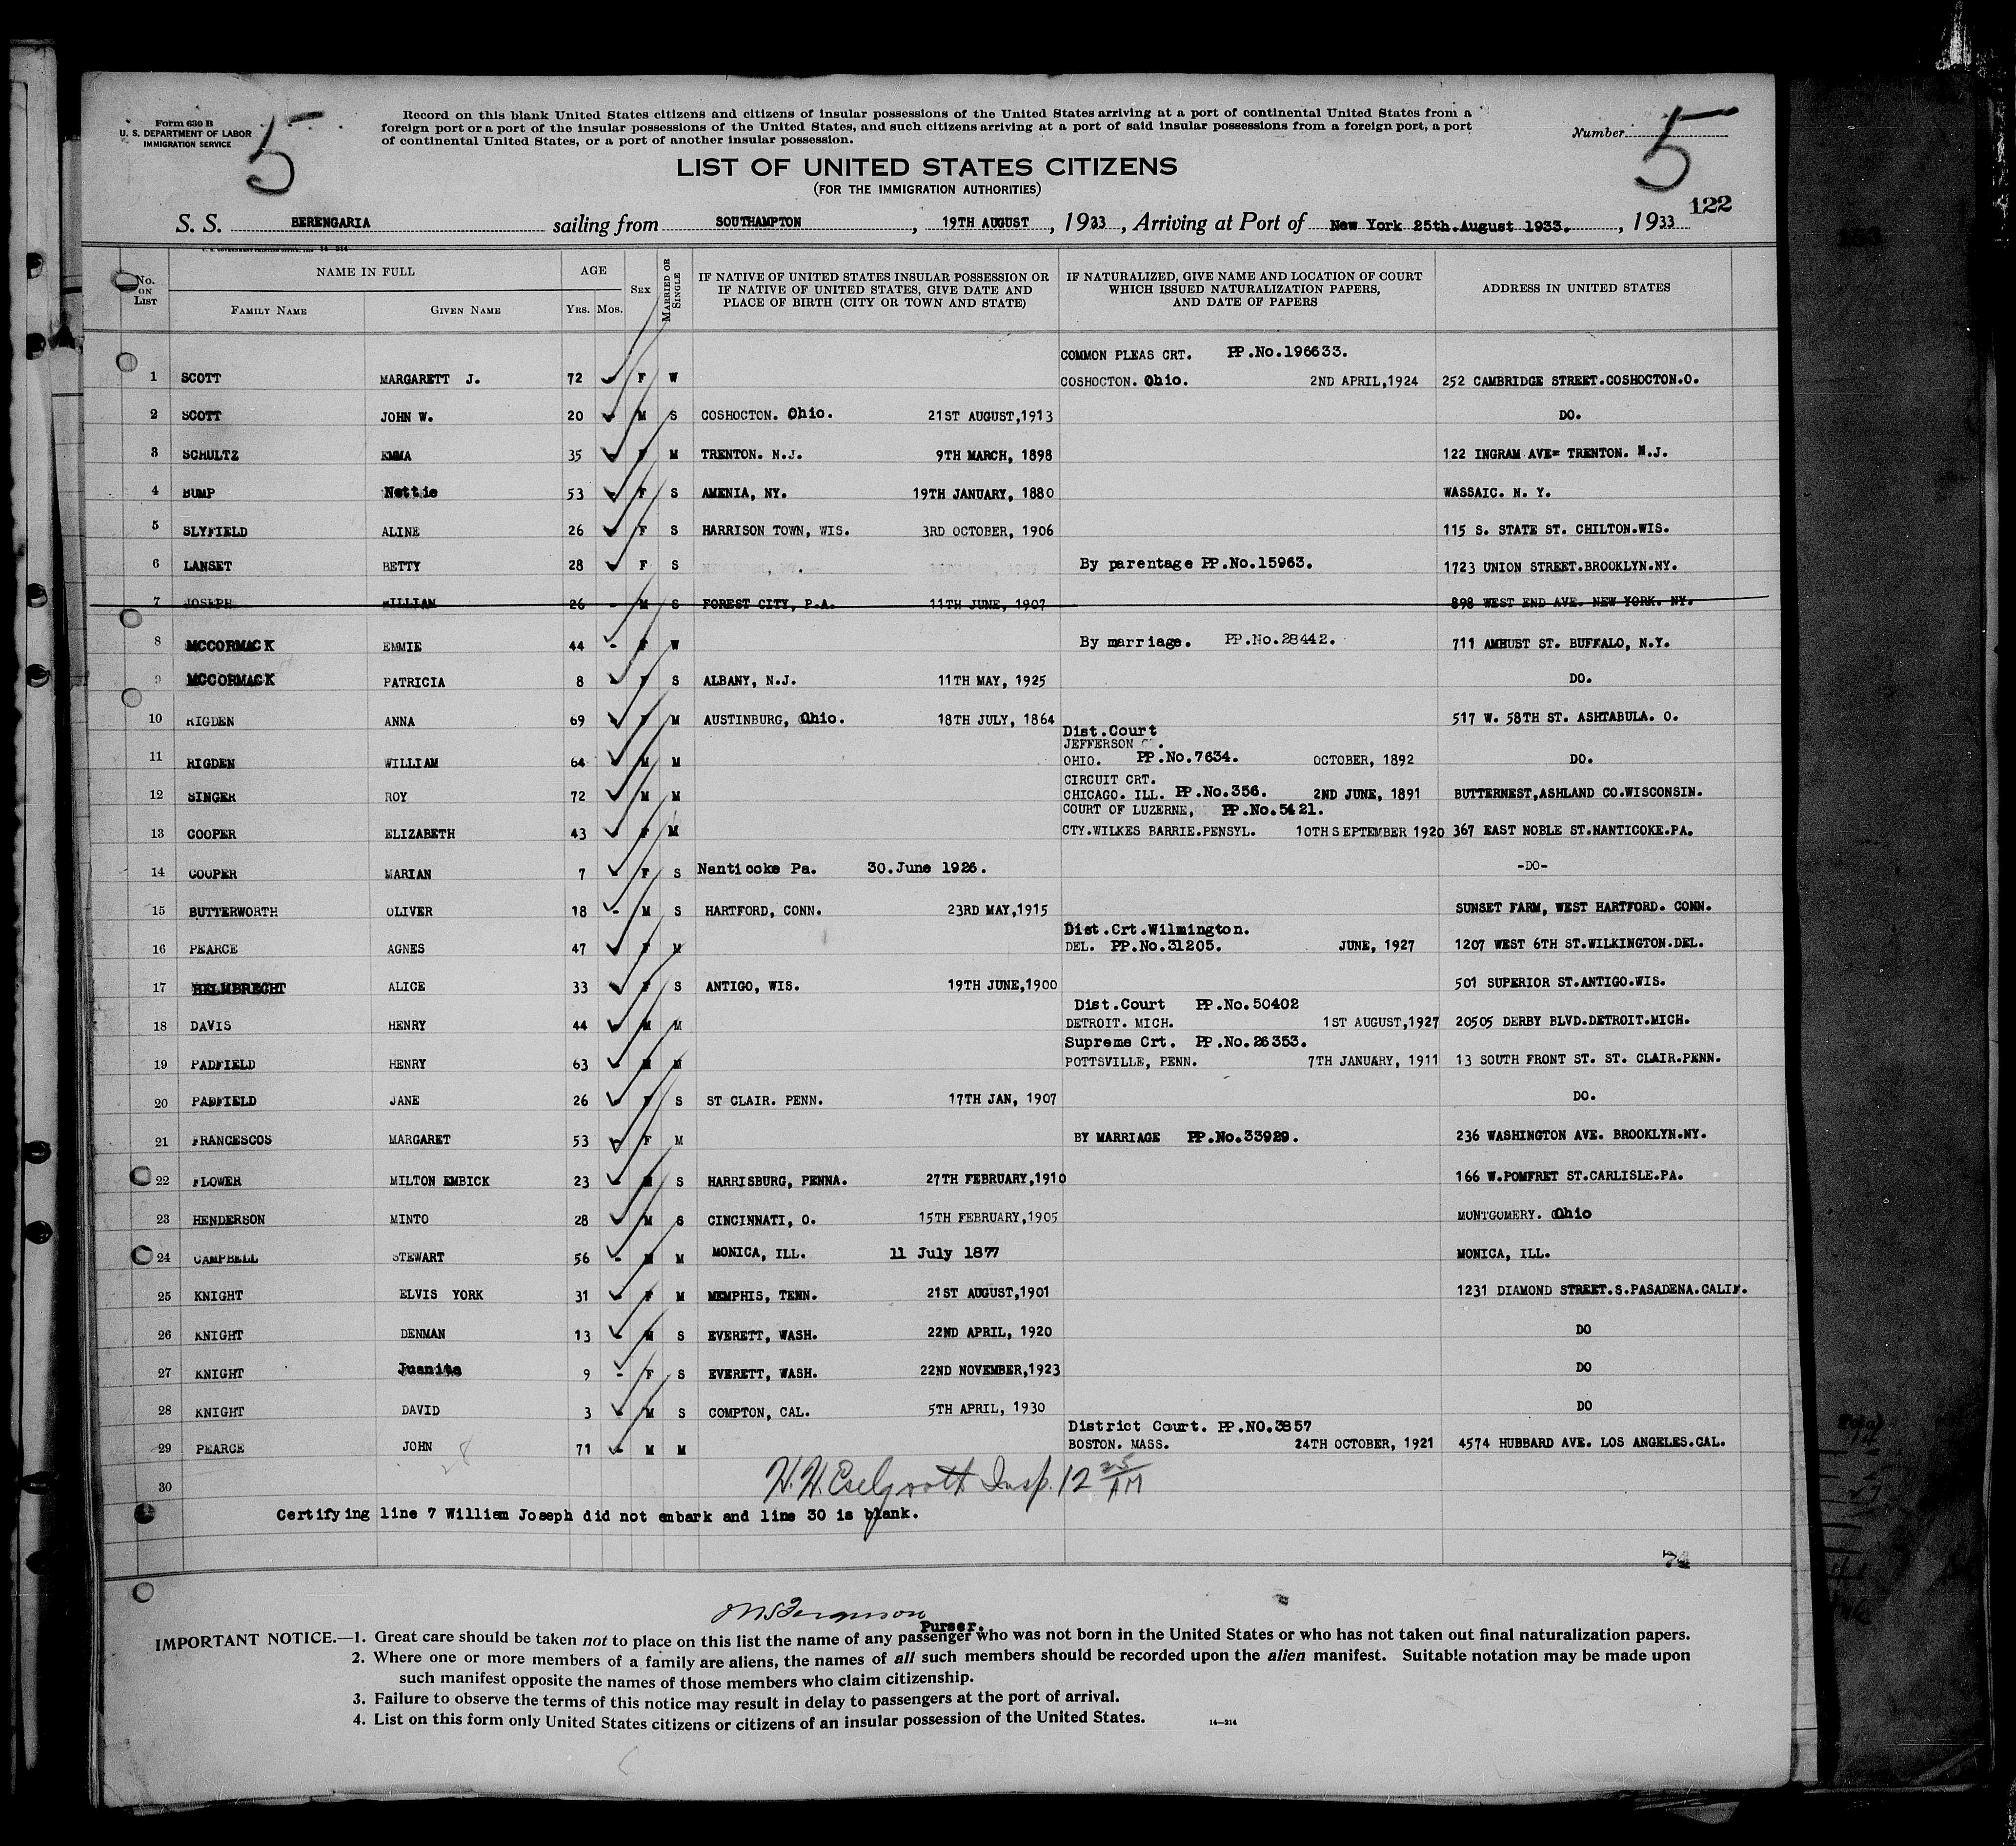 Form 630 B
U. S. DEPARTMENT OF LABOR
IMMIGRATION SERVICE
5
Record on this blank United States citizens and citizens of insular possessions of the United States arriving at a port of continental United States from a
foreign port or a port of the insular possessions of the United States, and such citizens arriving at a port of said insular possessions from a foreign port, a port
of continental United States, or a port of another insular possession.
Number 5
LIST OF UNITED STATES CITIZENS
(FOR THE IMMIGRATION AUTHORITIES)
122
S. S. BERENGARIA sailing from SOUTHAMPTON, 19TH AUGUST, 1933, Arriving at Port of New York 25th.August 1933., 1933
No. ON LIST NAME IN FULL FAMILY NAME GIVEN NAME AGE YRS. MOS. SEX MARRIED OR SINGLE
IF NATIVE OF UNITED STATES INSULAR POSSESSION OR
IF NATIVE OF UNITED STATES, GIVE DATE AND
PLACE OF BIRTH (CITY OR TOWN AND STATE)
IF NATURALIZED, GIVE NAME AND LOCATION OF COURT
WHICH ISSUED NATURALIZATION PAPERS,
AND DATE OF PAPERS
ADDRESS IN UNITED STATES
COMMON PLEAS CRT. PP.No.196633.
1 SCOTT MARGARETT J. 72 F W COSHOCTON. Ohio. 2ND APRIL,1924 252 CAMBRIDGE STREET.COSHOCTON.O.
2 SCOTT JOHN W. 20 M S COSHOCTON. Ohio. 21ST AUGUST,1913 DO.
3 SCHULTZ EMMA 35 F M TRENTON. N.J. 9TH MARCH, 1898 122 INGRAM AVE= TRENTON. N.J.
4 BUMP Nettie 53 F S AMENIA, NY. 19TH JANUARY, 1880 WASSAIC. N. Y.
5 SLYFIELD ALINE 26 F S HARRISON TOWN, WIS. 3RD OCTOBER, 1906 115 S. STATE ST. CHILTON.WIS.
6 LANSET BETTY 28 F S By parentage PP.No.15963. 1723 UNION STREET.BROOKLYN.NY.
7 JOSEPH WILLIAM 26 - M S FOREST CITY, P.A. 11TH JUNE, 1907 898 WEST END AVE. NEW YORK. NY.
8 MCCORMACK EMMIE 44 - F W By marriage. PP.No.28442. 711 AMHUST ST. BUFFALO, N.Y.
9 MCCORMACK PATRICIA 8 F S ALBANY, N.J. 11TH MAY, 1925 DO.
10 RIGDEN ANNA 69 F M AUSTINBURG, Ohio. 18TH JULY, 1864 517 W. 58TH ST. ASHTABULA. O.
Dist.Court
JEFFERSON
11 RIGDEN WILLIAM 64 M M OHIO. PP.No.7634. OCTOBER, 1892 DO.
CIRCUIT CRT.
12 SINGER ROY 72 M M CHICAGO. ILL. PP.No.356. 2ND JUNE, 1891 BUTTERNEST,ASHLAND CO.WISCONSIN.
COURT OF LUZERNE, PP.No.5421.
13 COOPER ELIZABETH 43 F M CTY.WILKES BARRIE.PENSYL. 10TH SEPTEMBER 1920 367 EAST NOBLE ST.NANTICOKE.PA.
14 COOPER MARIAN 7 F S Nanticoke Pa. 30.June 1926. -DO-
15 BUTTERWORTH OLIVER 18 - M S HARTFORD, CONN. 23RD MAY,1915 SUNSET FARM, WEST HARTFORD. CONN.
Dist.Crt.Wilmington.
16 PEARCE AGNES 47 F M DEL. PP.No.31205. JUNE, 1927 1207 WEST 6TH ST.WILKINGTON.DEL.
17 HELMBRECHT ALICE 33 F S ANTIGO, WIS. 19TH JUNE,1900 501 SUPERIOR ST.ANTIGO.WIS.
Dist.Court PP.No.50402
18 DAVIS HENRY 44 M M DETROIT. MICH. 1ST AUGUST,1927 20505 DERBY BLVD.DETROIT.MICH.
Supreme Crt. PP.No.26353.
19 PADFIELD HENRY 63 M M POTTSVILLE, PENN. 7TH JANUARY, 1911 13 SOUTH FRONT ST. ST. CLAIR.PENN.
20 PADFIELD JANE 26 F S ST CLAIR. PENN. 17TH JAN, 1907 DO.
21 FRANCESCOS MARGARET 53 F M BY MARRIAGE PP.No.33929. 236 WASHINGTON AVE. BROOKLYN.NY.
22 FLOWER MILTON EMBICK 23 M S HARRISBURG, PENNA. 27TH FEBRUARY,1910 166 W.POMFRET ST.CARLISLE.PA.
23 HENDERSON MINTO 28 M S CINCINNATI, O. 15TH FEBRUARY,1905 MONTGOMERY. Ohio
24 CAMPBELL STEWART 56 - M M MONICA, ILL. 11 July 1877 MONICA, ILL.
25 KNIGHT ELVIS YORK 31 F M MEMPHIS, TENN. 21ST AUGUST,1901 1231 DIAMOND STREET.S.PASADENA.CALIF.
26 KNIGHT DENMAN 13 M S EVERETT, WASH. 22ND APRIL, 1920 DO
27 KNIGHT Juanita 9 - F S EVERETT, WASH. 22ND NOVEMBER,1923 DO
28 KNIGHT DAVID 3 M S COMPTON, CAL. 5TH APRIL, 1930 DO
District Court. PP.NO.3857
29 PEARCE JOHN 71 M M BOSTON. MASS. 24TH OCTOBER, 1921 4574 HUBBARD AVE. LOS ANGELES.CAL.
28
30 Insp. 12 25 AM
Certifying line 7 William Joseph did not embark and line 30 is blank.
74
Purser.
IMPORTANT NOTICE.—1. Great care should be taken not to place on this list the name of any passenger who was not born in the United States or who has not taken out final naturalization papers.
2. Where one or more members of a family are aliens, the names of all such members should be recorded upon the alien manifest. Suitable notation may be made upon
such manifest opposite the names of those members who claim citizenship.
3. Failure to observe the terms of this notice may result in delay to passengers at the port of arrival.
4. List on this form only United States citizens or citizens of an insular possession of the United States.
14—214